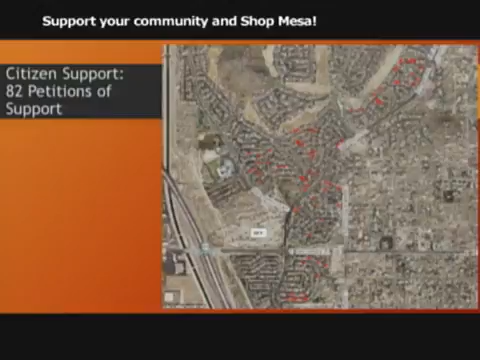 Support your community and Shop Mesa!
Citizen Support:
82 Petitions of
Support